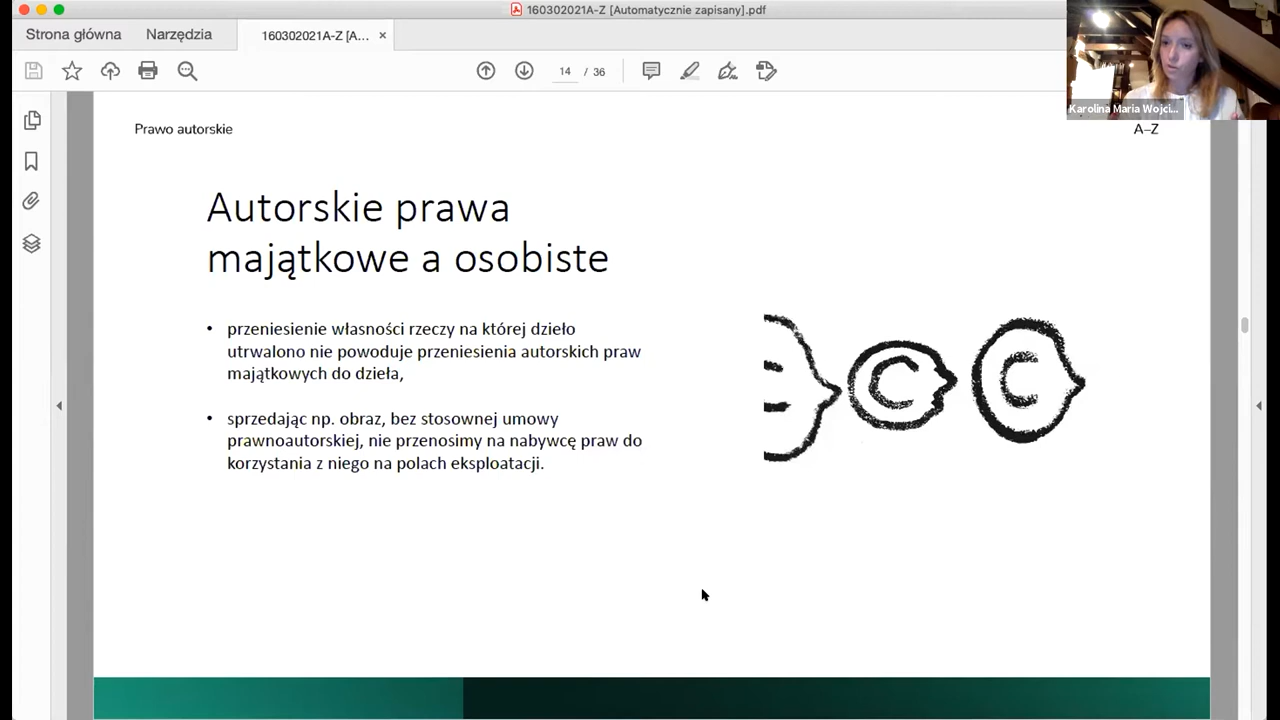 160302021A-Z [Automatycznie zapisany].pdf
Strona główna Narzędzia 160302021A-Z [A... ×
14 / 36
Karolina Maria Wojci...
Prawo autorskie
A–Z
Autorskie prawa
majątkowe a osobiste
• przeniesienie własności rzeczy na której dzieło
utrwalono nie powoduje przeniesienia autorskich praw
majątkowych do dzieła,
• sprzedając np. obraz, bez stosownej umowy
prawnoautorskiej, nie przenosimy na nabywcę praw do
korzystania z niego na polach eksploatacji.
C C